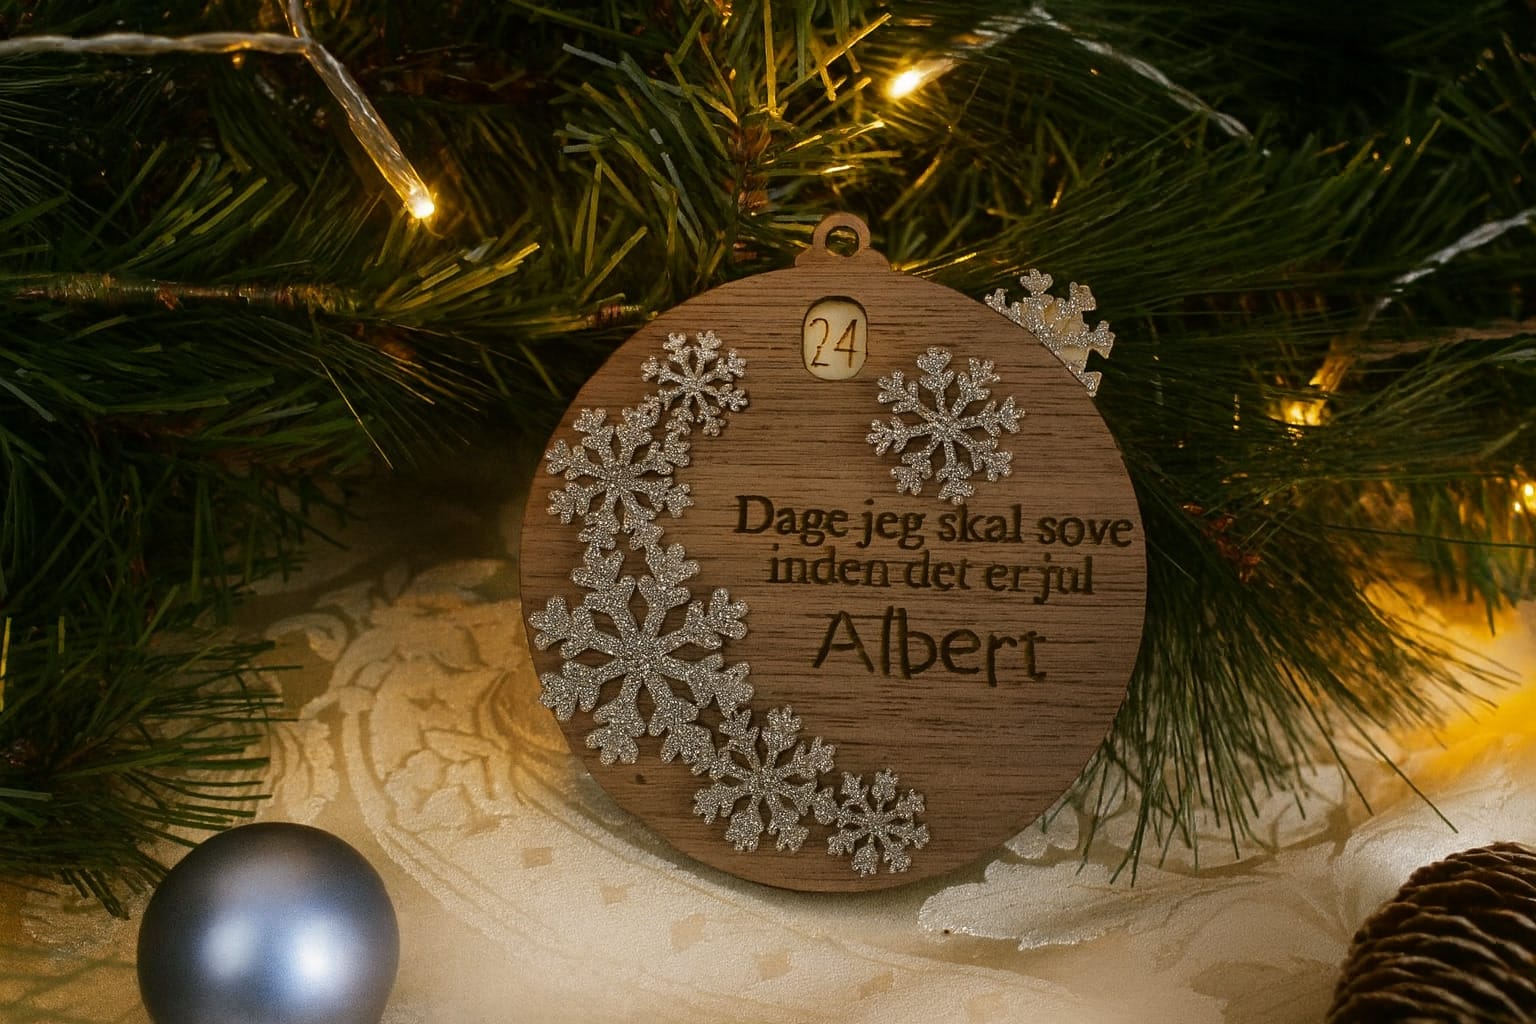 24
Dage jeg skal sove
inden det er jul
Albert